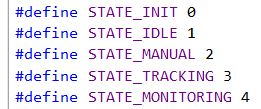 #define STATE_INIT 0
#define STATE_IDLE 1
#define STATE_MANUAL 2
#define STATE_TRACKING 3
#define STATE_MONITORING 4